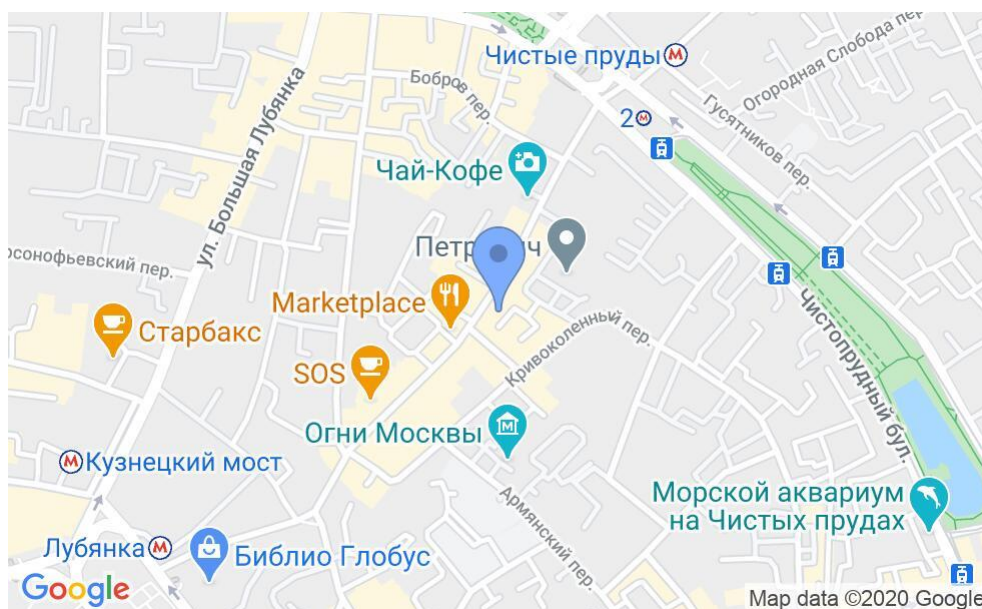 Чистые пруды
Огородная Слобода пер.
Бобров пер.
2
Гусятников пер.
ул. Большая Лубянка
Чай-Кофе
Петр
ч
рсонофьевский пер.
Marketplace
Старбакс
Кривоколенный пер.
Чистопрудный бул.
SOS
Огни Москвы
Кузнецкий мост
Морской аквариум
на Чистых прудах
Армянский пер.
Лубянка
Библио Глобус
Google
Map data ©2020 Google